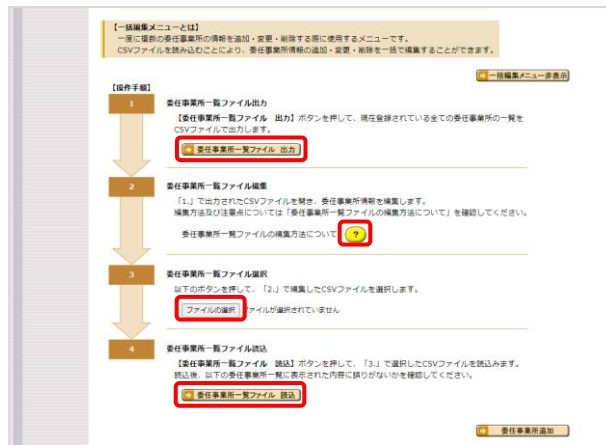 【一括編集メニューとは】
一度に複数の委任事業所の情報を追加・変更・削除する際に使用するメニューです。
CSVファイルを読み込むことにより、委任事業所情報の追加・変更・削除を一括で編集することができます。
一括編集メニュー非表示
【操作手順】
1 委任事業所一覧ファイル出力
【委任事業所一覧ファイル 出力】ボタンを押して、現在登録されている全ての委任事業所の一覧を
CSVファイルで出力します。
委任事業所一覧ファイル 出力
2 委任事業所一覧ファイル編集
「1.」で出力されたCSVファイルを開き、委任事業所情報を編集します。
編集方法及び注意点については「委任事業所一覧ファイルの編集方法について」を確認してください。
委任事業所一覧ファイルの編集方法について ?
3 委任事業所一覧ファイル選択
以下のボタンを押して、「2.」で編集したCSVファイルを選択します。
ファイルの選択 ファイルが選択されていません
4 委任事業所一覧ファイル読込
【委任事業所一覧ファイル 読込】ボタンを押して、「3.」で選択したCSVファイルを読込みます。
読込後、以下の委任事業所一覧に表示された内容に誤りがないかを確認してください。
委任事業所一覧ファイル 読込
委任事業所追加